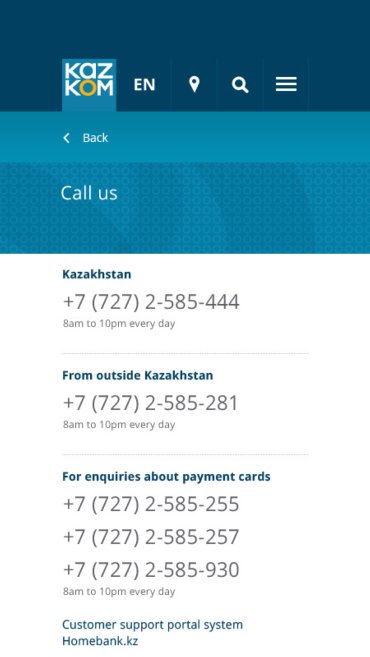 KAZ
KOM
EN
Back
Call us
Kazakhstan
+7 (727) 2-585-444
8am to 10pm every day
From outside Kazakhstan
+7 (727) 2-585-281
8am to 10pm every day
For enquiries about payment cards
+7 (727) 2-585-255
+7 (727) 2-585-257
+7 (727) 2-585-930
8am to 10pm every day
Customer support portal system
Homebank.kz